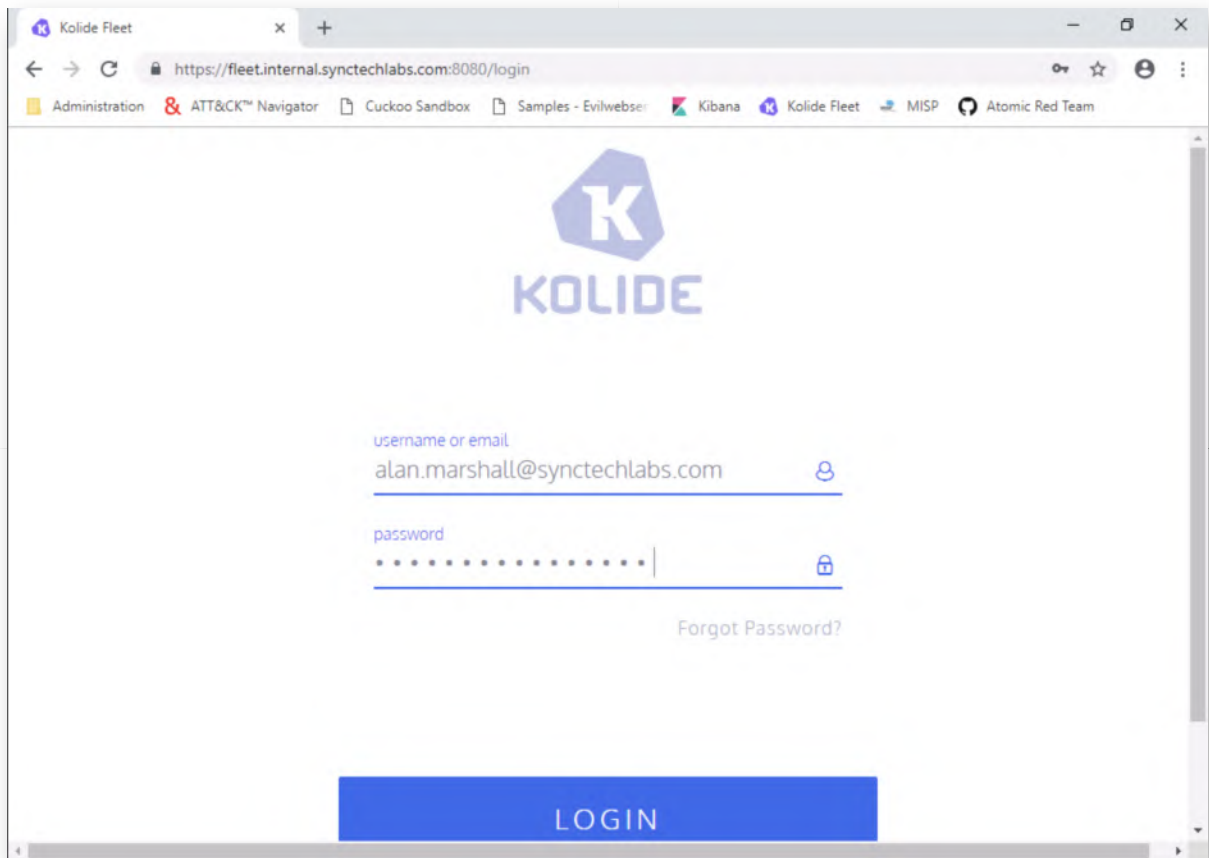 Kolide Fleet
https://fleet.internal.synctechlabs.com:8080/login
Administration & ATT&CK™ Navigator Cuckoo Sandbox Samples - Evilwebser Kibana Kolide Fleet MISP Atomic Red Team
K
KOLIDE
username or email
alan.marshall@synctechlabs.com
password
Forgot Password?
LOGIN